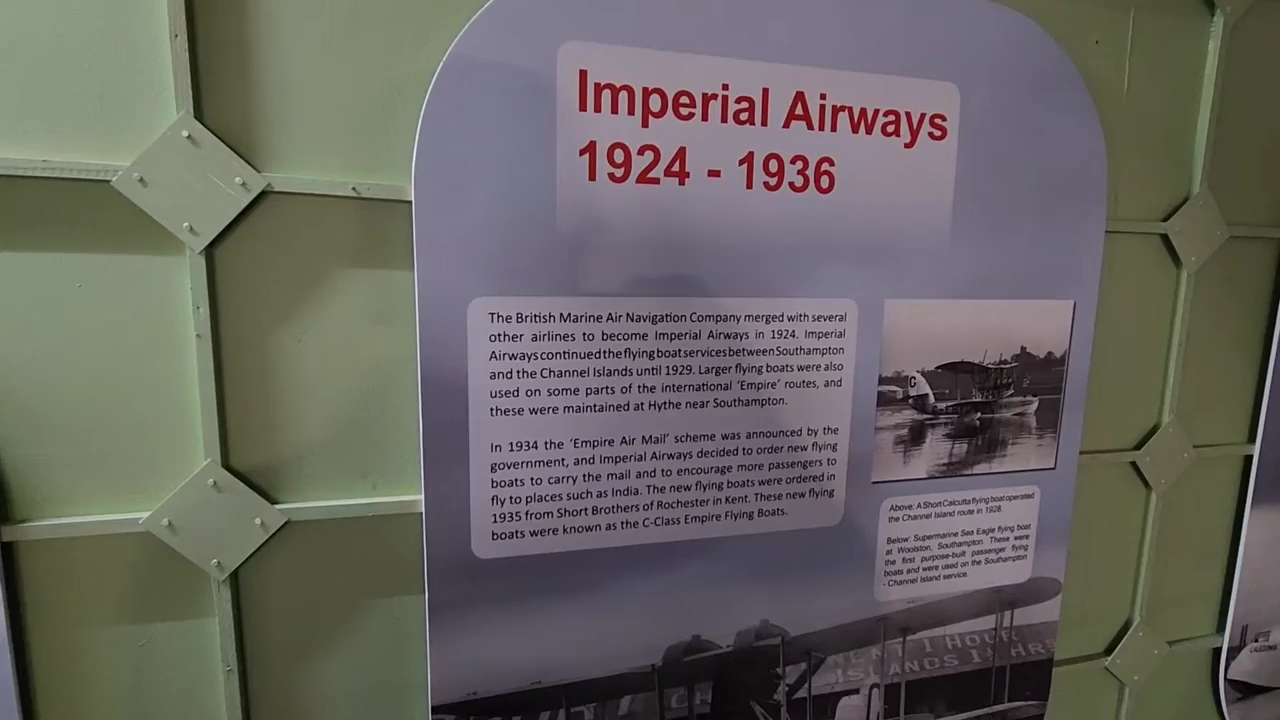 Imperial Airways
1924 - 1936
The British Marine Air Navigation Company merged with several
other airlines to become Imperial Airways in 1924. Imperial
Airways continued the flying boat services between Southampton
and the Channel Islands until 1929. Larger flying boats were also
used on some parts of the international ‘Empire’ routes, and
these were maintained at Hythe near Southampton.
In 1934 the ‘Empire Air Mail’ scheme was announced by the
government, and Imperial Airways decided to order new flying
boats to carry the mail and to encourage more passengers to
fly to places such as India. The new flying boats were ordered in
1935 from Short Brothers of Rochester in Kent. These new flying
boats were known as the C-Class Empire Flying Boats.
G
Above: A Short Calcutta flying boat operated
the Channel Island route in 1928.
Below: Supermarine Sea Eagle flying boat
at Woolston, Southampton. These were
the first purpose-built passenger flying
boats and were used on the Southampton
- Channel Island service.
1 HOUR
ISLANDS 1½ HRS
CALEDONIA